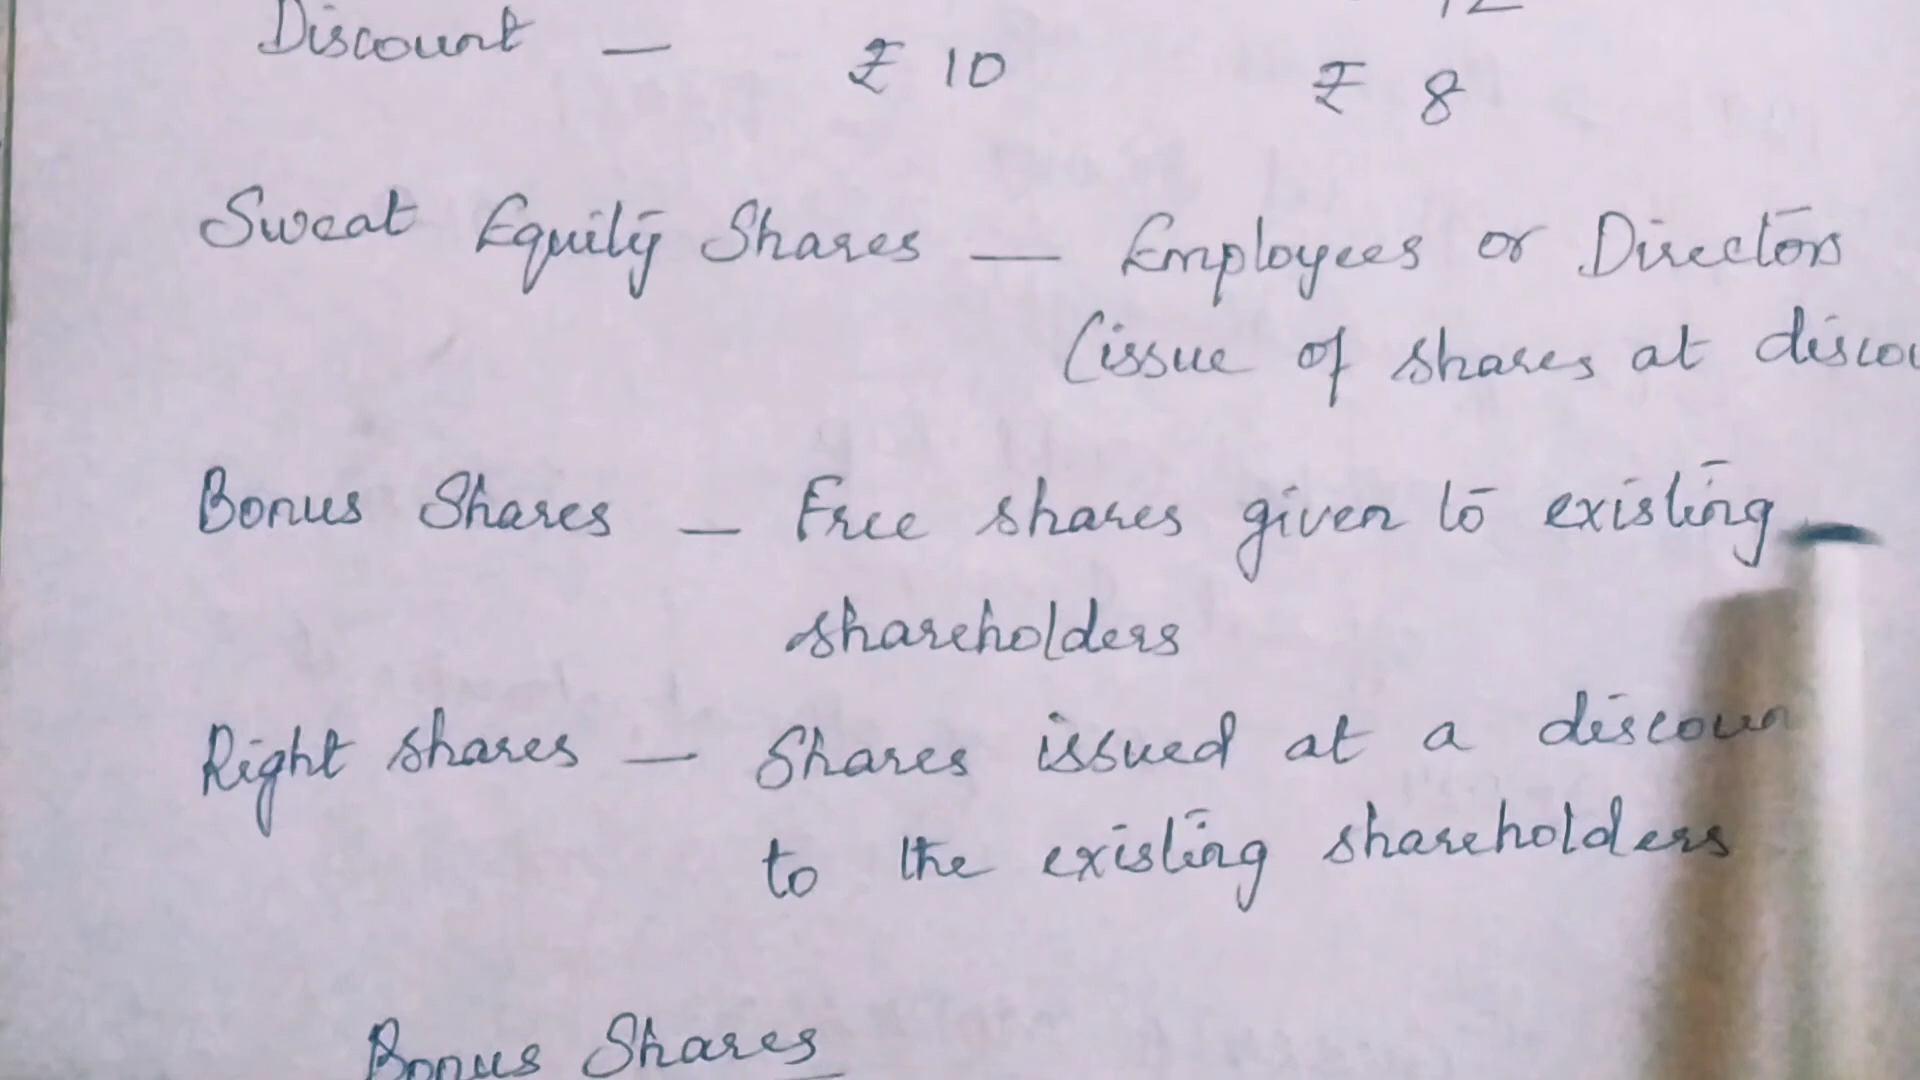 Discount — ₹ 10 ₹ 8
Sweat Equity Shares — Employees or Directors
(issue of shares at
Bonus Shares — Free shares given to existing
shareholders
Right shares — Shares issued at a
to the existing shareholders
Bonus Shares